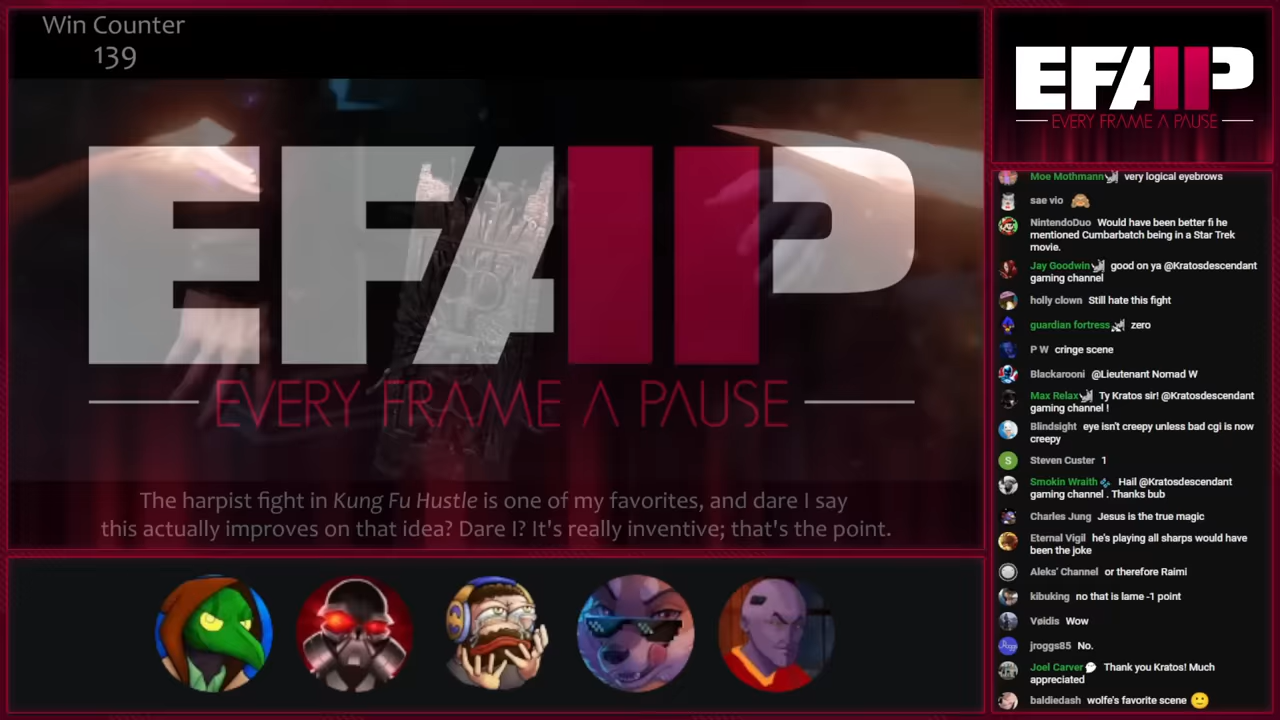 Win Counter
139
EFAP
EVERY FRAME A PAUSE
The harpist fight in Kung Fu Hustle is one of my favorites, and dare I say
this actually improves on that idea? Dare I? It's really inventive; that's the point.
EFAP
EVERY FRAME A PAUSE
Moe Mothmann very logical eyebrows
sae vio
NintendoDuo Would have been better fi he
mentioned Cumbarbatch being in a Star Trek
movie.
Jay Goodwin good on ya @Kratosdescendant
gaming channel
holly clown Still hate this fight
guardian fortress zero
P W cringe scene
Blackarooni @Lieutenant Nomad W
Max Relax Ty Kratos sir! @Kratosdescendant
gaming channel !
Blindsight eye isn't creepy unless bad cgi is now
creepy
S
Steven Custer 1
Smokin Wraith Hail @Kratosdescendant
gaming channel . Thanks bub
Charles Jung Jesus is the true magic
Eternal Vigil he's playing all sharps would have
been the joke
Aleks' Channel or therefore Raimi
kibuking no that is lame -1 point
Vøidis Wow
jroggs85 No.
Joel Carver Thank you Kratos! Much
appreciated
baldiedash wolfe's favorite scene